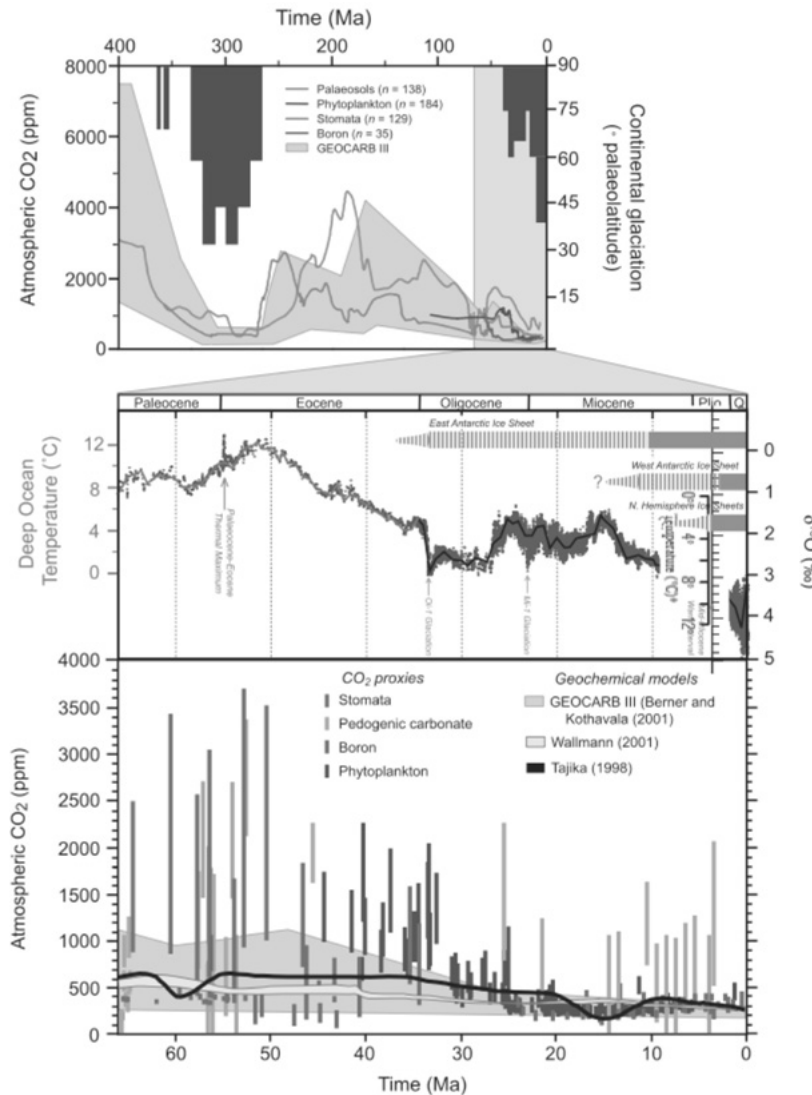 Time (Ma)
400 300 200 100 0
8000
6000
4000
2000
0
Atmospheric CO2 (ppm)
90
75
60
45
30
15
Continental glaciation
(° palaeolatitude)
Palaeosols (n = 138)
Phytoplankton (n = 184)
Stomata (n = 129)
Boron (n = 35)
GEOCARB III
Paleocene Eocene Oligocene Miocene Q
East Antarctic Ice Sheet
West Antarctic Ice Sheet
?
N. Hemisphere Ice Sheets
12
8
4
0
Deep Ocean
Temperature (°C)
Palaeocene-Eocene
Thermal Maximum
Oi-1 Glaciation
Mi-1 Glaciation
Temperature (°C)*
0°
4°
8°
12°
0
1
2
3
4
5
(‰)
4000
3500
3000
2500
2000
1500
1000
500
0
Atmospheric CO2 (ppm)
CO2 proxies
Stomata
Pedogenic carbonate
Boron
Phytoplankton
Geochemical models
GEOCARB III (Berner and
Kothavala (2001)
Wallmann (2001)
Tajika (1998)
60 50 40 30 20 10 0
Time (Ma)